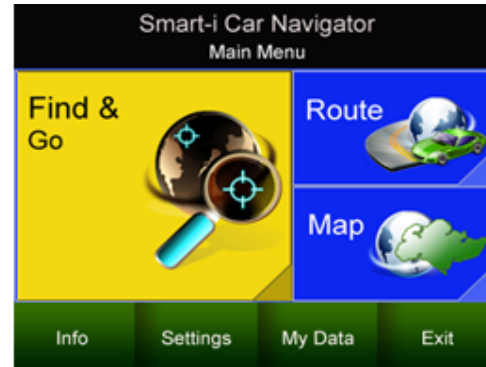 Smart-i Car Navigator
Main Menu
Find &
Go
Route
Map
Info
Settings
My Data
Exit